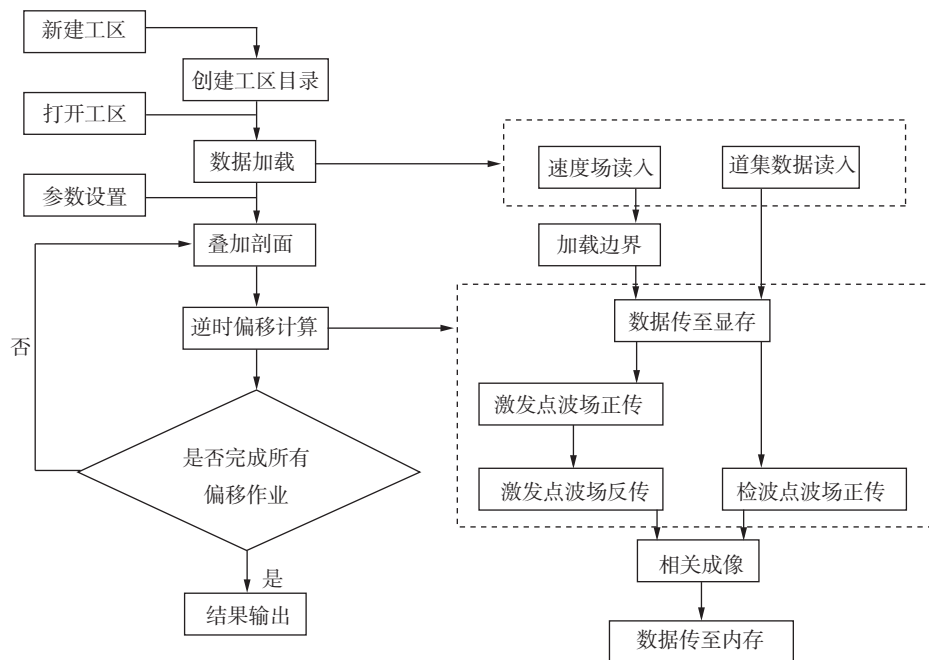 新建工区
创建工区目录
打开工区
数据加载
参数设置
叠加剖面
逆时偏移计算
否
是否完成所有
偏移作业
是
结果输出
速度场读入
道集数据读入
加载边界
数据传至显存
激发点波场正传
激发点波场反传
检波点波场正传
相关成像
数据传至内存